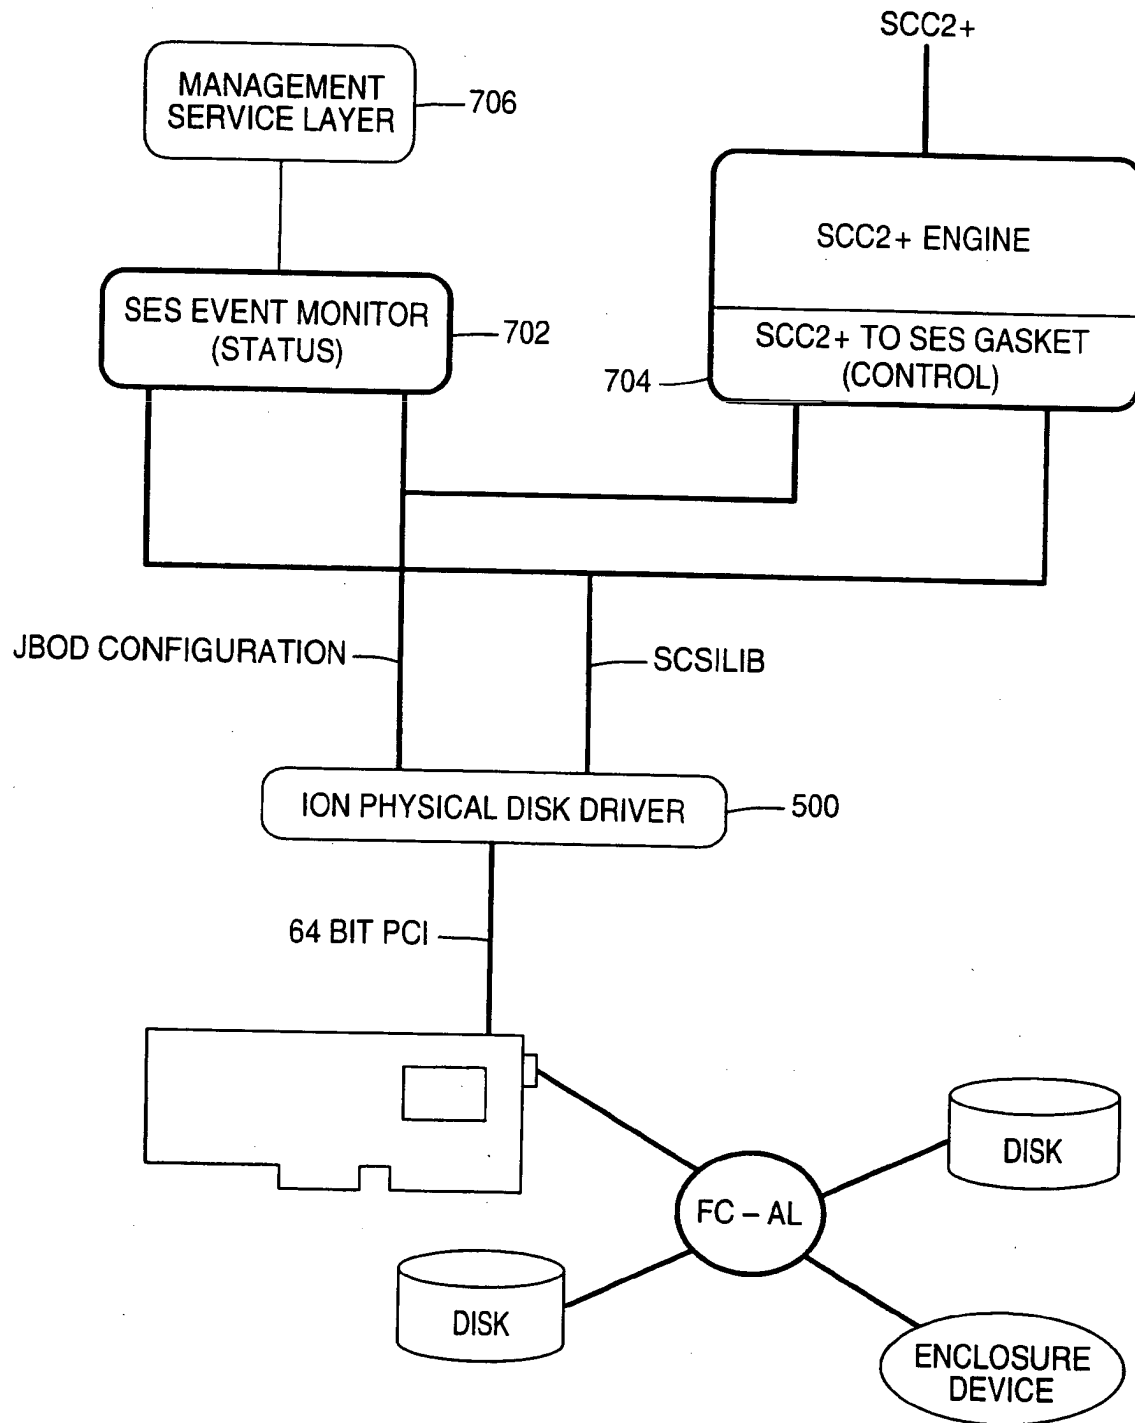 SCC2+
MANAGEMENT
SERVICE LAYER
706
SCC2+ ENGINE
SES EVENT MONITOR
(STATUS)
702
SCC2+ TO SES GASKET
(CONTROL)
704
JBOD CONFIGURATION
SCSILIB
ION PHYSICAL DISK DRIVER
500
64 BIT PCI
DISK
FC – AL
DISK
ENCLOSURE
DEVICE